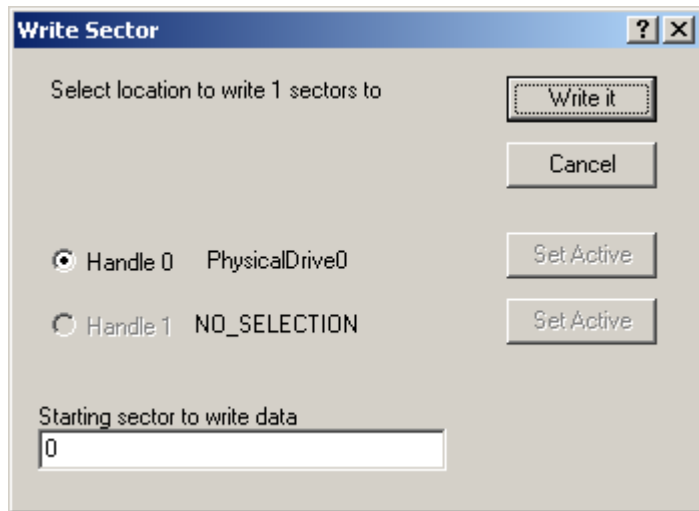 Write Sector
Select location to write 1 sectors to
Write it
Cancel
Handle 0 PhysicalDrive0 Set Active
Handle 1 NO_SELECTION Set Active
Starting sector to write data
0